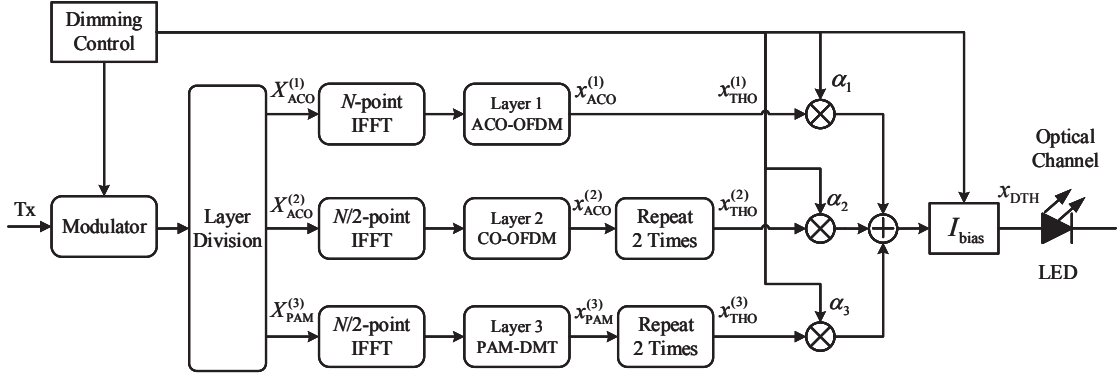 Dimming
Control
Tx
Modulator
Layer
Division
X_ACO^(1)
N-point
IFFT
Layer 1
ACO-OFDM
x_ACO^(1)
x_THO^(1)
α_1
X_ACO^(2)
N/2-point
IFFT
Layer 2
CO-OFDM
x_ACO^(2)
Repeat
2 Times
x_THO^(2)
α_2
X_PAM^(3)
N/2-point
IFFT
Layer 3
PAM-DMT
x_PAM^(3)
Repeat
2 Times
x_THO^(3)
α_3
I_bias
x_DTH
Optical
Channel
LED